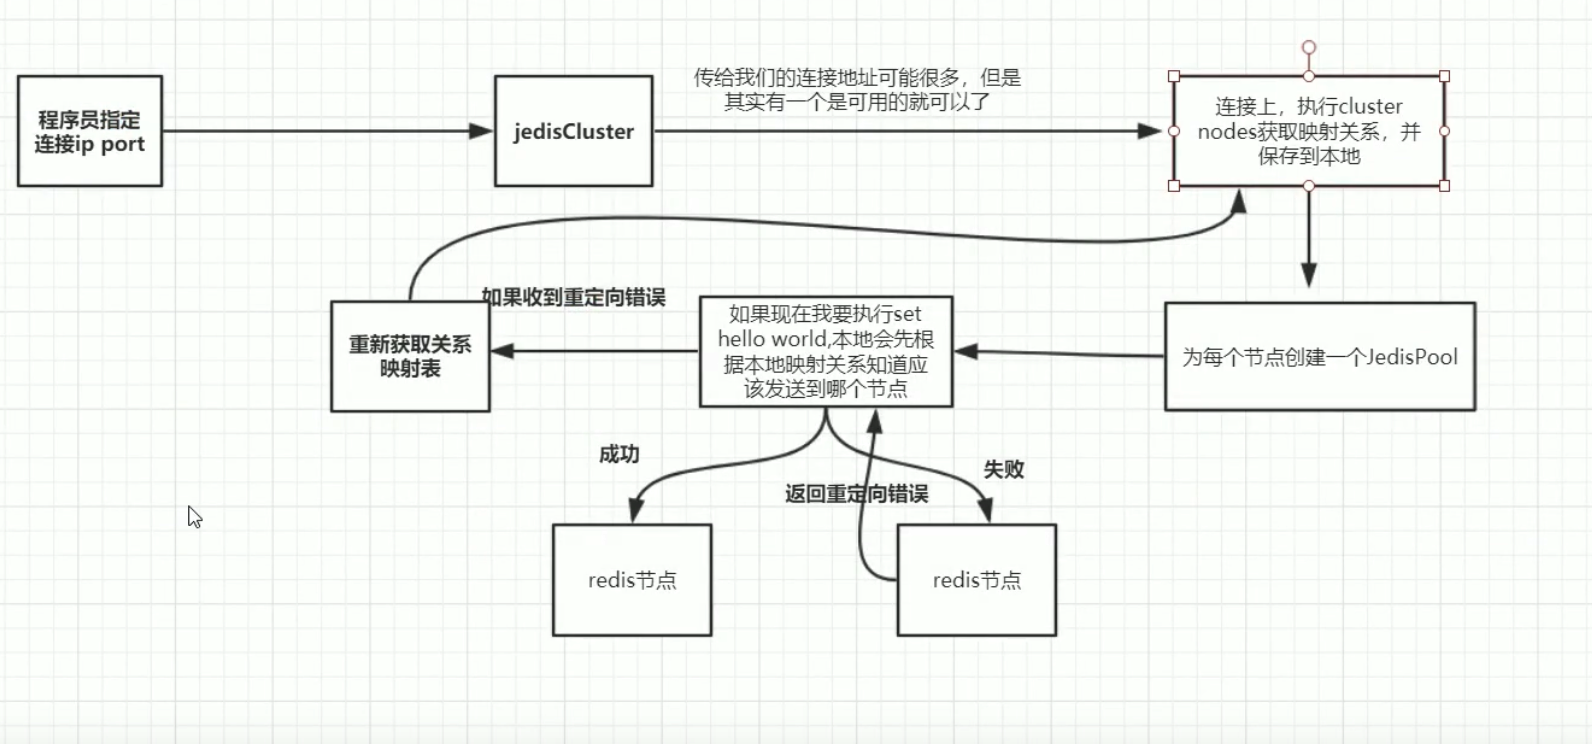 程序员指定
连接ip port
jedisCluster
传给我们的连接地址可能很多，但是
其实有一个是可用的就可以了
连接上，执行cluster
nodes获取映射关系，并
保存到本地
如果收到重定向错误
重新获取关系
映射表
如果现在我要执行set
hello world,本地会先根
据本地映射关系知道应
该发送到哪个节点
为每个节点创建一个JedisPool
成功
失败
返回重定向错误
redis节点
redis节点